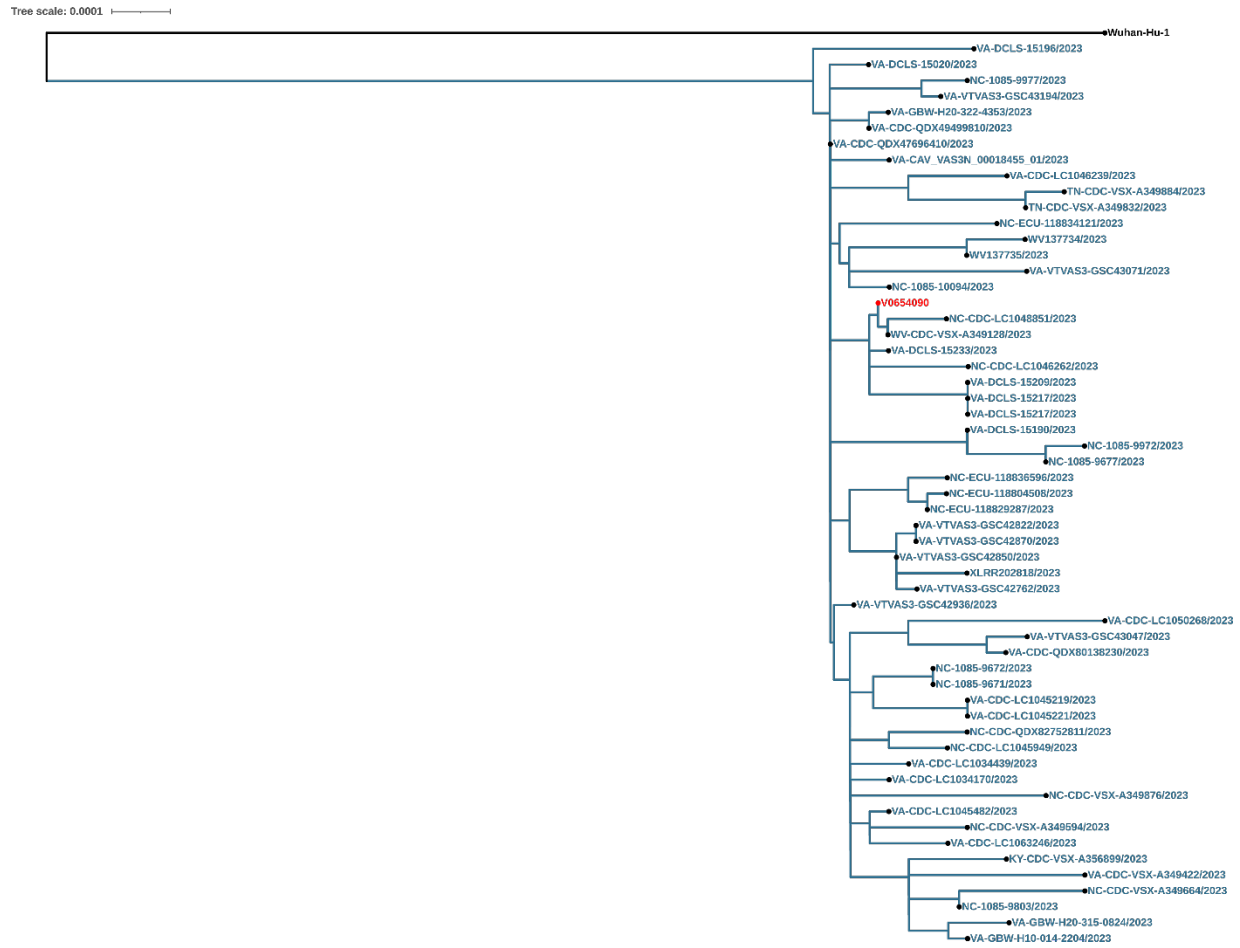 Tree scale: 0.0001
Wuhan-Hu-1
VA-DCLS-15196/2023
VA-DCLS-15020/2023
NC-1085-9977/2023
VA-VTVAS3-GSC43194/2023
VA-GBW-H20-322-4353/2023
VA-CDC-QDX49499810/2023
VA-CDC-QDX47696410/2023
VA-CAV_VAS3N_00018455_01/2023
VA-CDC-LC1046239/2023
TN-CDC-VSX-A349884/2023
TN-CDC-VSX-A349832/2023
NC-ECU-118834121/2023
WV137734/2023
WV137735/2023
VA-VTVAS3-GSC43071/2023
NC-1085-10094/2023
V0654090
NC-CDC-LC1048851/2023
WV-CDC-VSX-A349128/2023
VA-DCLS-15233/2023
NC-CDC-LC1046262/2023
VA-DCLS-15209/2023
VA-DCLS-15217/2023
VA-DCLS-15217/2023
VA-DCLS-15190/2023
NC-1085-9972/2023
NC-1085-9677/2023
NC-ECU-118836596/2023
NC-ECU-118804508/2023
NC-ECU-118829287/2023
VA-VTVAS3-GSC42822/2023
VA-VTVAS3-GSC42870/2023
VA-VTVAS3-GSC42850/2023
XLRR202818/2023
VA-VTVAS3-GSC42762/2023
VA-VTVAS3-GSC42936/2023
VA-CDC-LC1050268/2023
VA-VTVAS3-GSC43047/2023
VA-CDC-QDX80138230/2023
NC-1085-9672/2023
NC-1085-9671/2023
VA-CDC-LC1045219/2023
VA-CDC-LC1045221/2023
NC-CDC-QDX82752811/2023
NC-CDC-LC1045949/2023
VA-CDC-LC1034439/2023
VA-CDC-LC1034170/2023
NC-CDC-VSX-A349876/2023
VA-CDC-LC1045482/2023
NC-CDC-VSX-A349594/2023
VA-CDC-LC1063246/2023
KY-CDC-VSX-A356899/2023
VA-CDC-VSX-A349422/2023
NC-CDC-VSX-A349664/2023
NC-1085-9803/2023
VA-GBW-H20-315-0824/2023
VA-GBW-H10-014-2204/2023